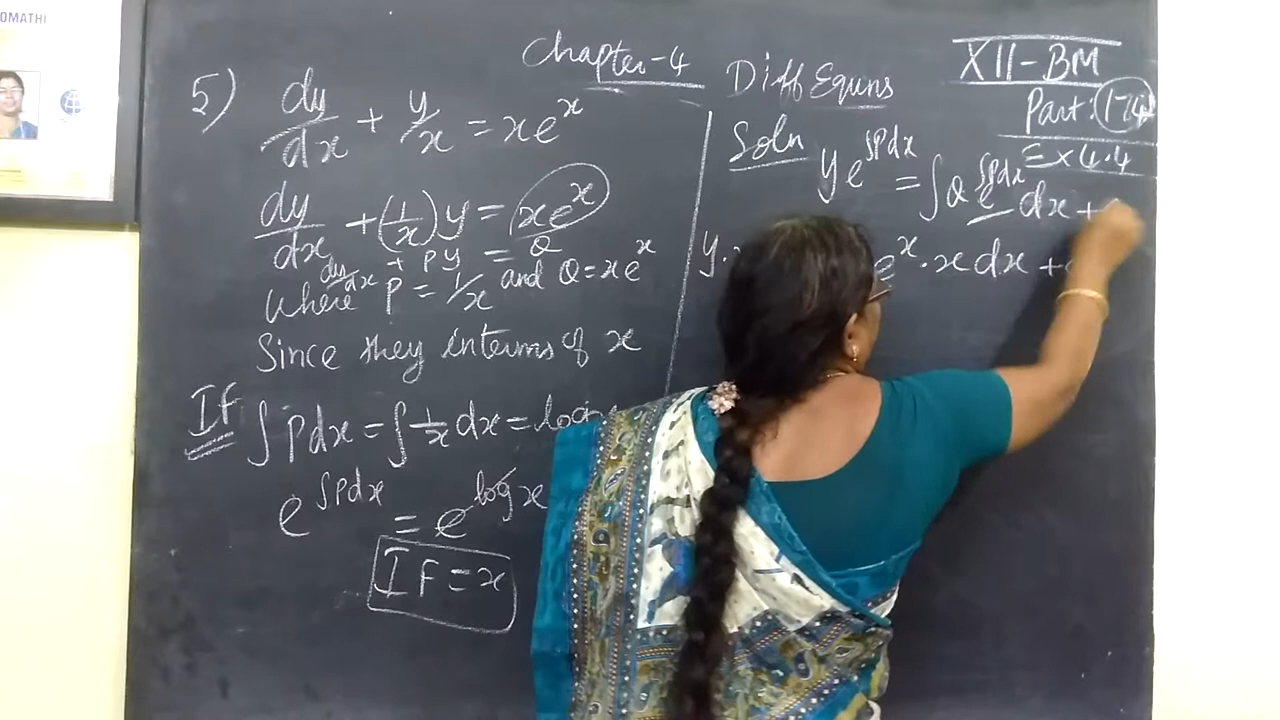 OMATHI
Chapter-4
Diff Equns
XII-BM
Part:
Ex 4.4
5) dy/dx + y/x = xe^x
dy/dx + (1/x)y = xe^x
dy/dx + Py = Q
Where P = 1/x and Q = xe^x
Since they interms of x
IF ∫Pdx = ∫1/x dx = log
e^∫Pdx = e^log x
IF = x
Soln
ye^∫Pdx = ∫Q e^∫Pdx dx +
y. e^x . x dx +